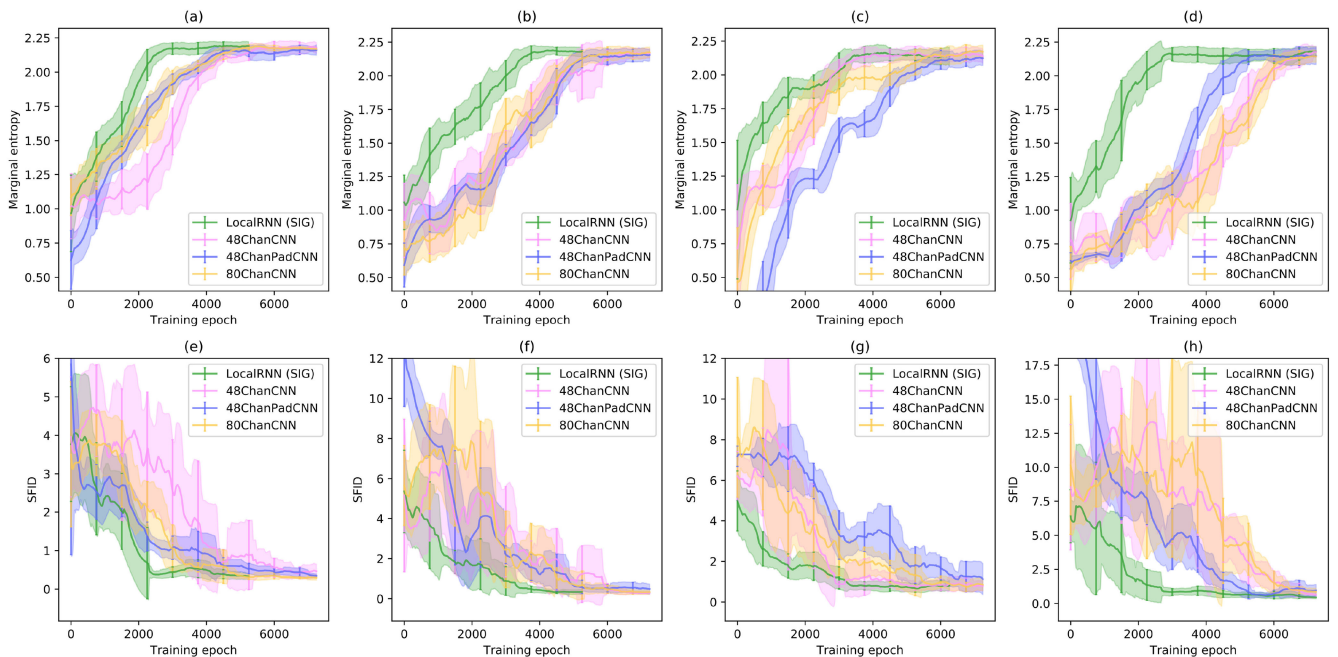 (a)
2.25
2.00
1.75
1.50
1.25
1.00
0.75
0.50
Marginal entropy
LocalRNN (SIG)
48ChanCNN
48ChanPadCNN
80ChanCNN
0 2000 4000 6000
Training epoch
(b)
2.25
2.00
1.75
1.50
1.25
1.00
0.75
0.50
Marginal entropy
LocalRNN (SIG)
48ChanCNN
48ChanPadCNN
80ChanCNN
0 2000 4000 6000
Training epoch
(c)
2.25
2.00
1.75
1.50
1.25
1.00
0.75
0.50
Marginal entropy
LocalRNN (SIG)
48ChanCNN
48ChanPadCNN
80ChanCNN
0 2000 4000 6000
Training epoch
(d)
2.25
2.00
1.75
1.50
1.25
1.00
0.75
0.50
Marginal entropy
LocalRNN (SIG)
48ChanCNN
48ChanPadCNN
80ChanCNN
0 2000 4000 6000
Training epoch
(e)
6
5
4
3
2
1
0
SFID
LocalRNN (SIG)
48ChanCNN
48ChanPadCNN
80ChanCNN
0 2000 4000 6000
Training epoch
(f)
12
10
8
6
4
2
0
SFID
LocalRNN (SIG)
48ChanCNN
48ChanPadCNN
80ChanCNN
0 2000 4000 6000
Training epoch
(g)
12
10
8
6
4
2
0
SFID
LocalRNN (SIG)
48ChanCNN
48ChanPadCNN
80ChanCNN
0 2000 4000 6000
Training epoch
(h)
17.5
15.0
12.5
10.0
7.5
5.0
2.5
0.0
SFID
LocalRNN (SIG)
48ChanCNN
48ChanPadCNN
80ChanCNN
0 2000 4000 6000
Training epoch